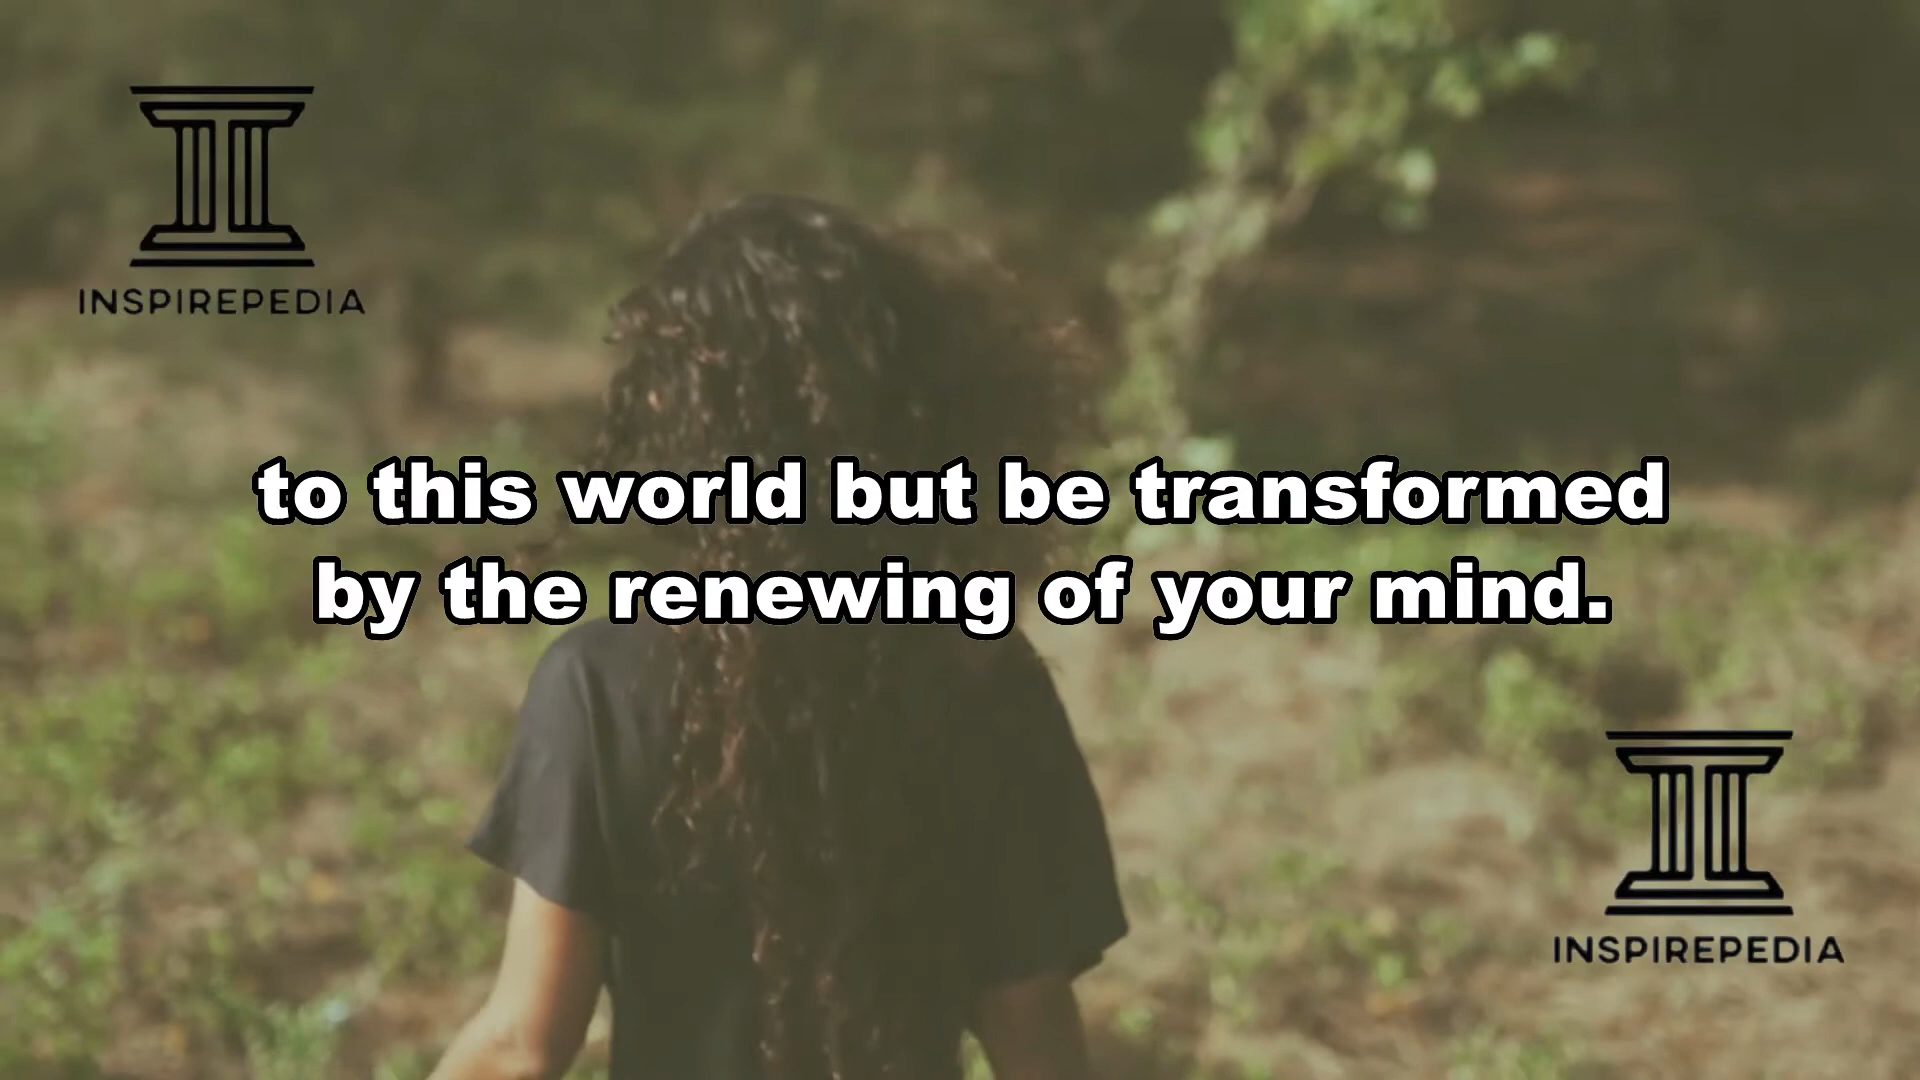 INSPIREPEDIA
to this world but be transformed
by the renewing of your mind.
INSPIREPEDIA